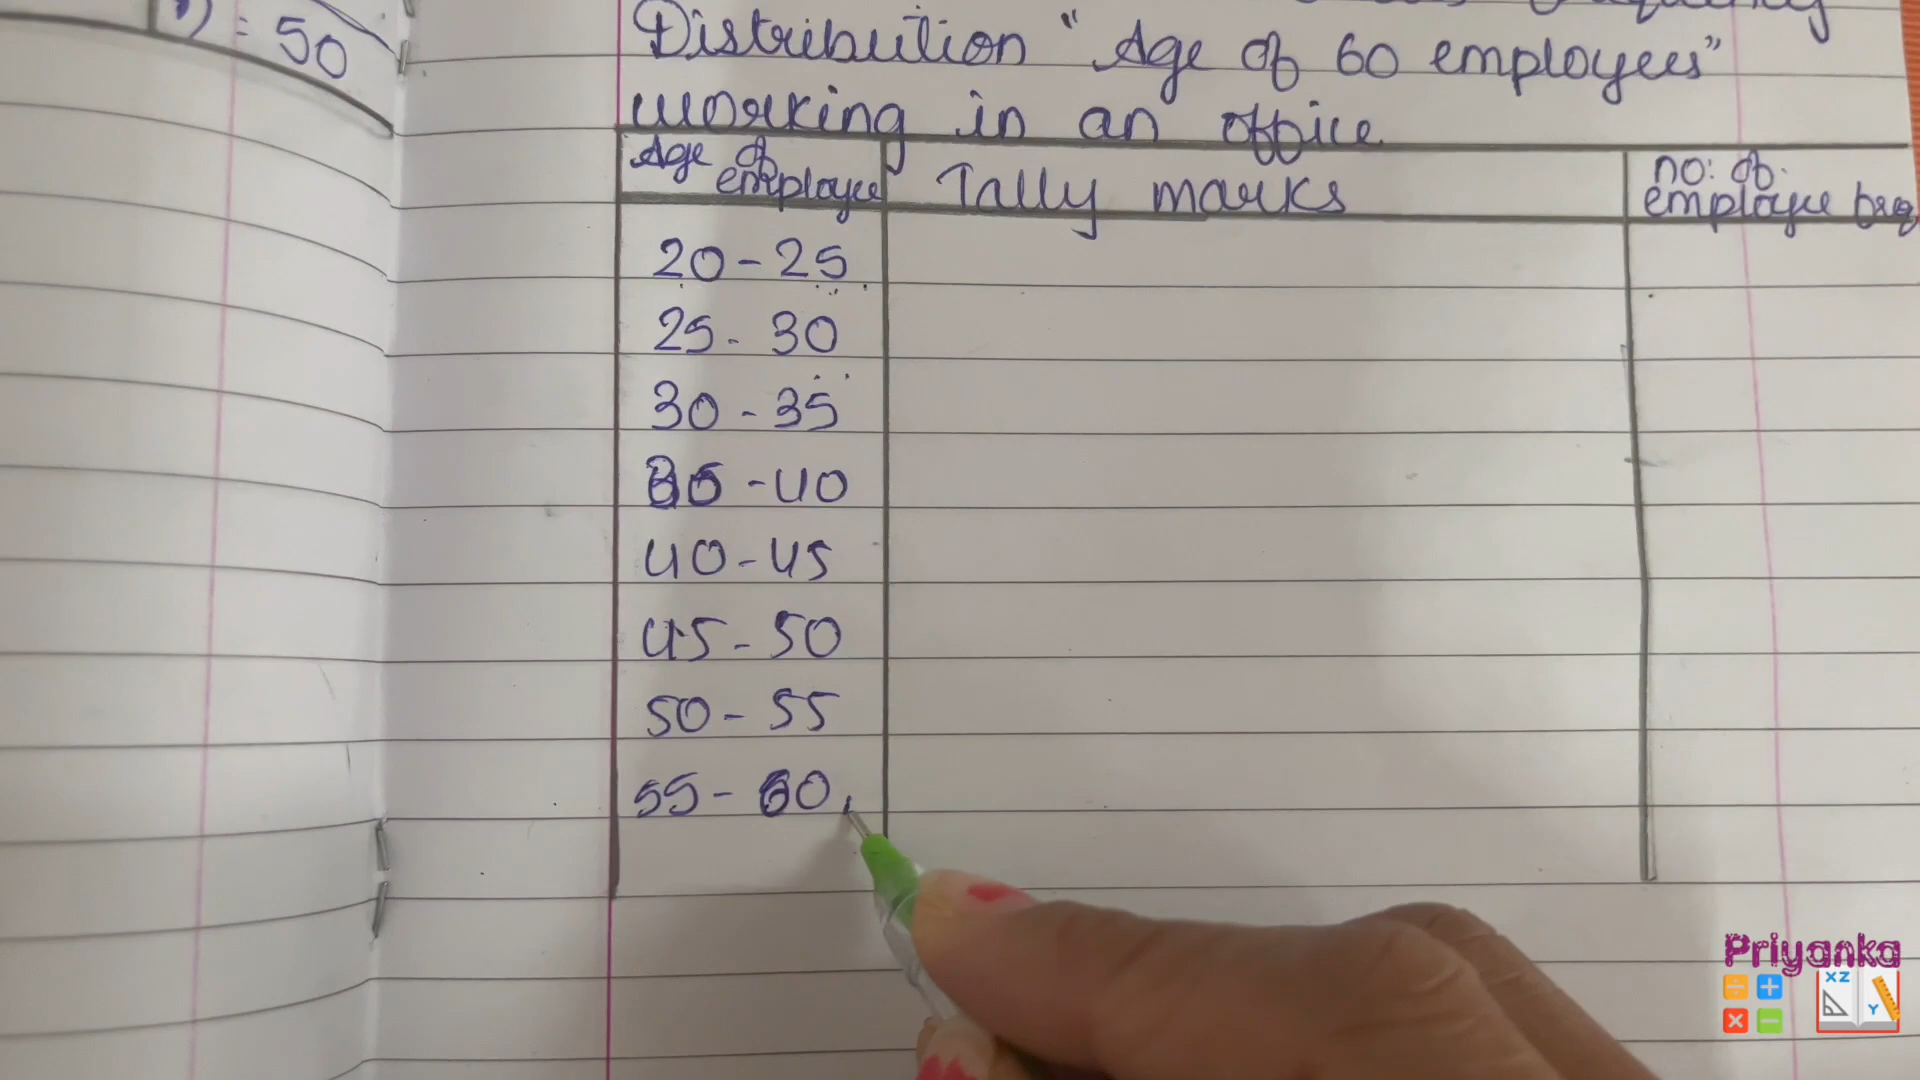 = 50
Distribution "Age of 60 employees"
working in an office
Age of employee Tally marks no: of employee
20-25
25-30
30-35
35-40
40-45
45-50
50-55
55-60
Priyanka
XZ
Y